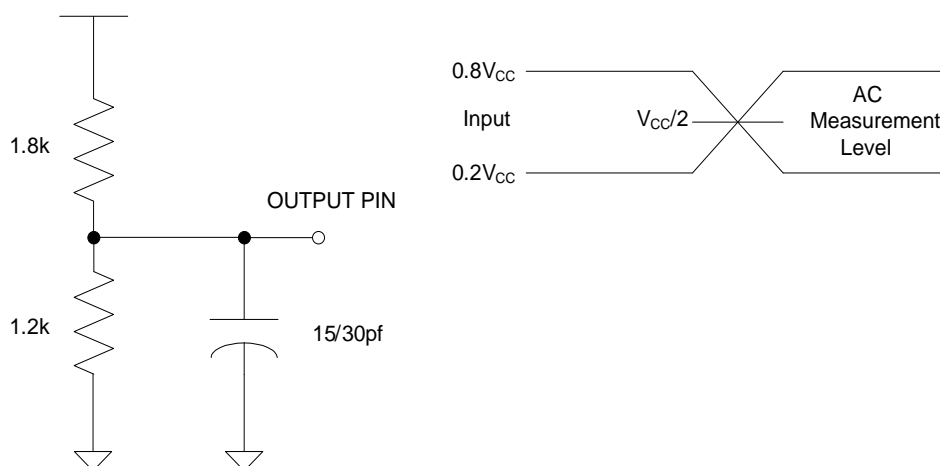 1.8k
1.2k
OUTPUT PIN
15/30pf
0.8VCC
Input
VCC/2
0.2VCC
AC
Measurement
Level